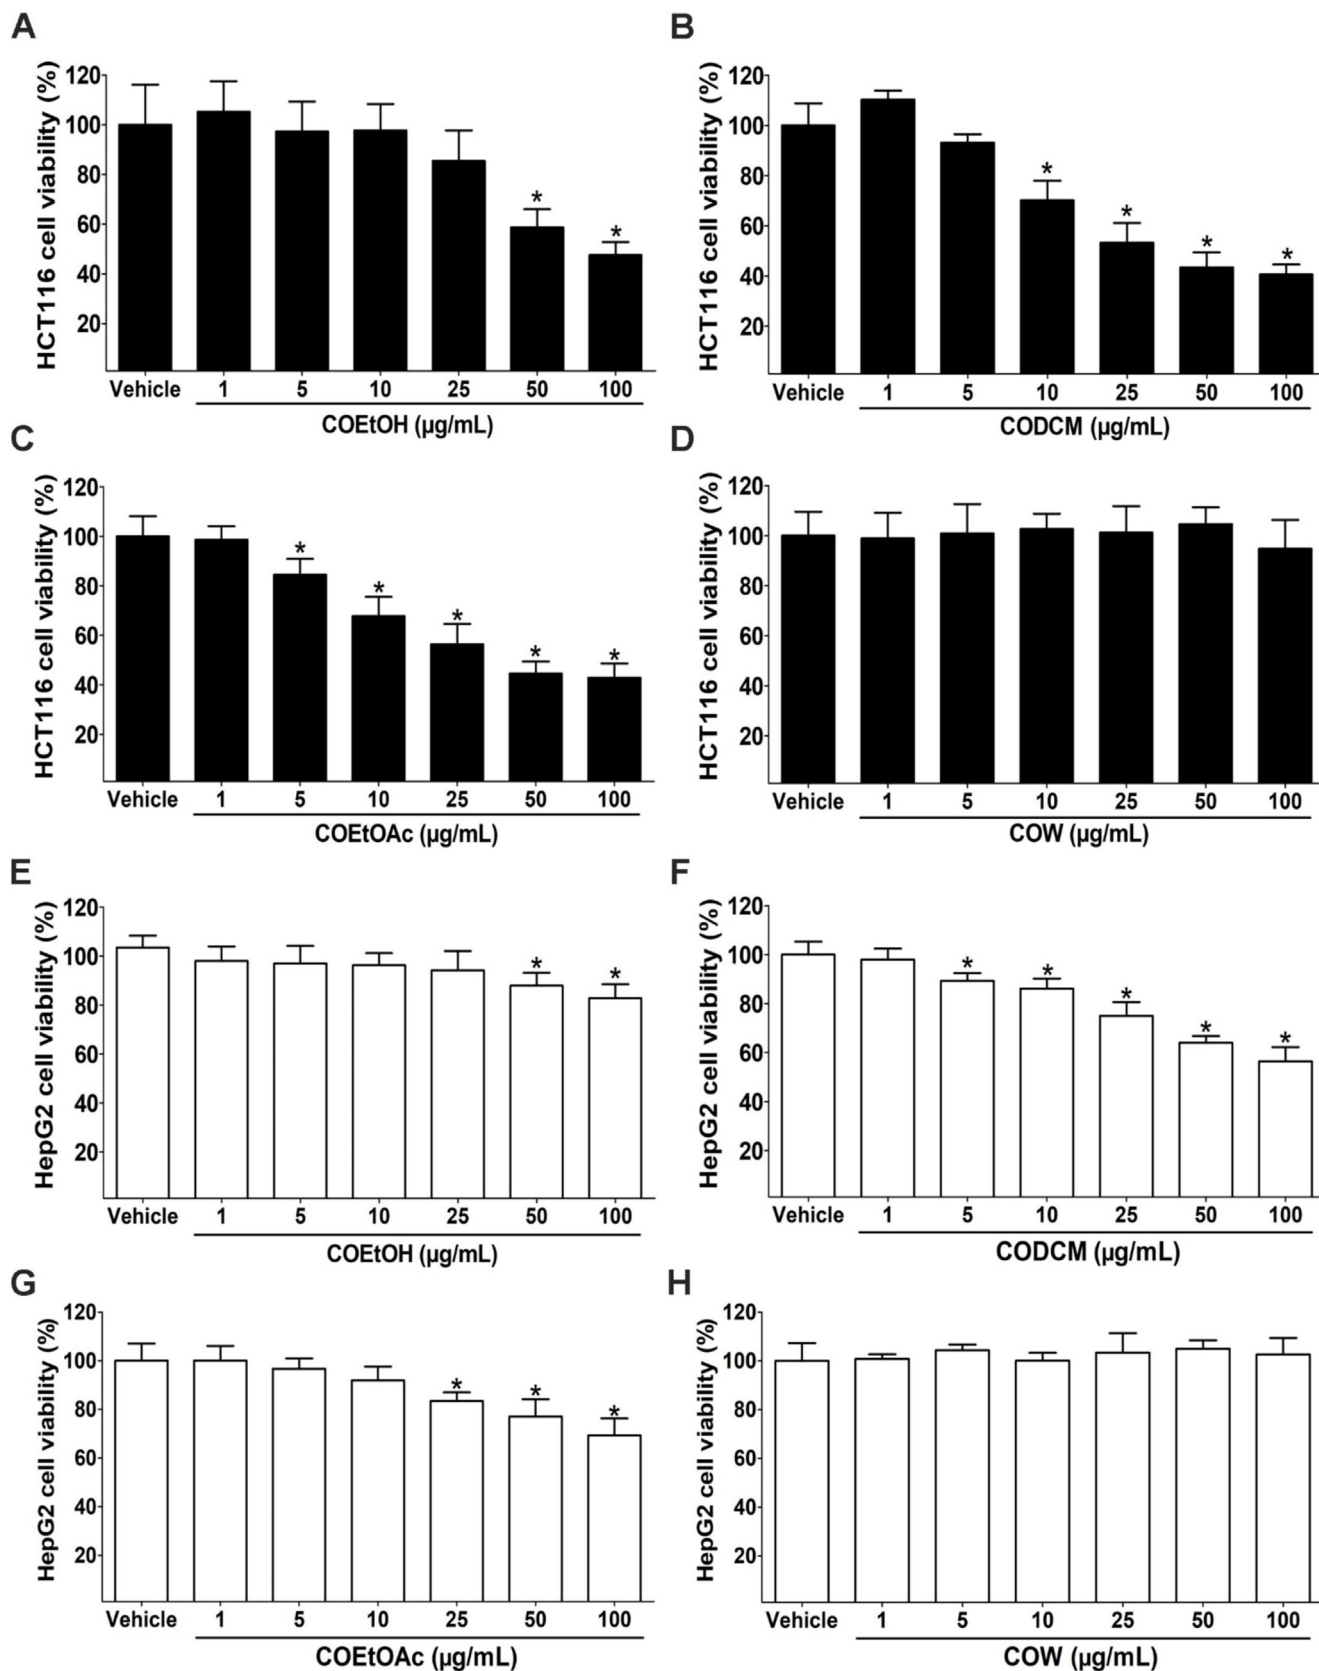 A
HCT116 cell viability (%)
120
100
80
60
40
20
* *
Vehicle 1 5 10 25 50 100
COEtOH (µg/mL)
B
HCT116 cell viability (%)
120
100
80
60
40
20
* * * *
Vehicle 1 5 10 25 50 100
CODCM (µg/mL)
C
HCT116 cell viability (%)
120
100
80
60
40
20
* * * * *
Vehicle 1 5 10 25 50 100
COEtOAc (µg/mL)
D
HCT116 cell viability (%)
120
100
80
60
40
20
Vehicle 1 5 10 25 50 100
COW (µg/mL)
E
HepG2 cell viability (%)
120
100
80
60
40
20
* *
Vehicle 1 5 10 25 50 100
COEtOH (µg/mL)
F
HepG2 cell viability (%)
120
100
80
60
40
20
* * * * *
Vehicle 1 5 10 25 50 100
CODCM (µg/mL)
G
HepG2 cell viability (%)
120
100
80
60
40
20
* * *
Vehicle 1 5 10 25 50 100
COEtOAc (µg/mL)
H
HepG2 cell viability (%)
120
100
80
60
40
20
Vehicle 1 5 10 25 50 100
COW (µg/mL)